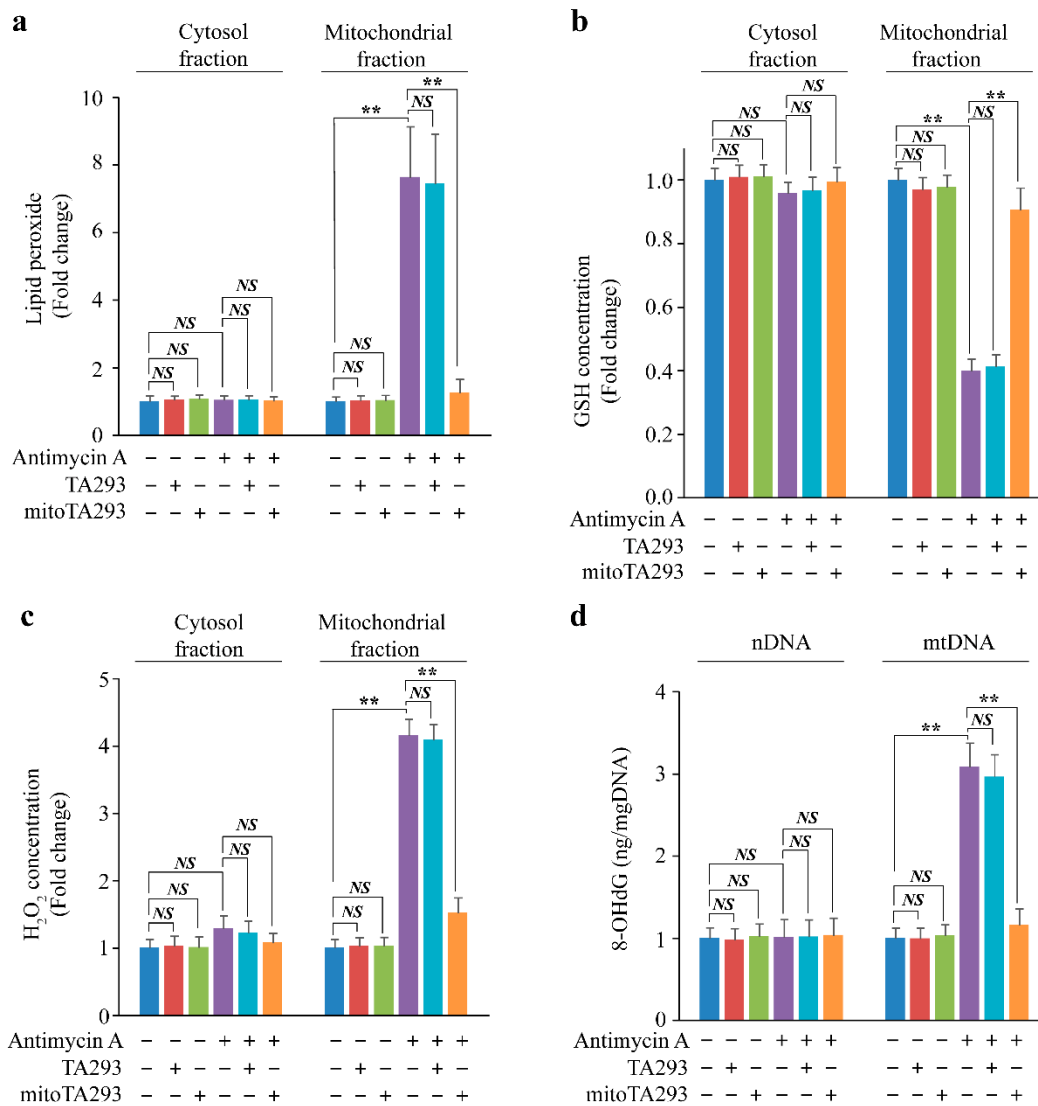 a
Cytosol
fraction
Mitochondrial
fraction
Lipid peroxide
(Fold change)
10
8
6
4
2
1
0
NS
NS
NS
NS
NS
NS
NS
**
NS
**
Antimycin A – – – + + + – – – + + +
TA293 – + – – + – – + – – + –
mitoTA293 – – + – – + – – + – – +
b
Cytosol
fraction
Mitochondrial
fraction
GSH concentration
(Fold change)
1.0
0.8
0.6
0.4
0.2
0.0
NS
NS
NS
NS
NS
NS
NS
**
NS
**
Antimycin A – – – + + + – – – + + +
TA293 – + – – + – – + – – + –
mitoTA293 – – + – – + – – + – – +
c
Cytosol
fraction
Mitochondrial
fraction
H₂O₂ concentration
(Fold change)
5
4
3
2
1
0
NS
NS
NS
NS
NS
NS
NS
**
NS
**
Antimycin A – – – + + + – – – + + +
TA293 – + – – + – – + – – + –
mitoTA293 – – + – – + – – + – – +
d
nDNA
mtDNA
8-OHdG (ng/mgDNA)
4
3
2
1
0
NS
NS
NS
NS
NS
NS
NS
**
NS
**
Antimycin A – – – + + + – – – + + +
TA293 – + – – + – – + – – + –
mitoTA293 – – + – – + – – + – – +